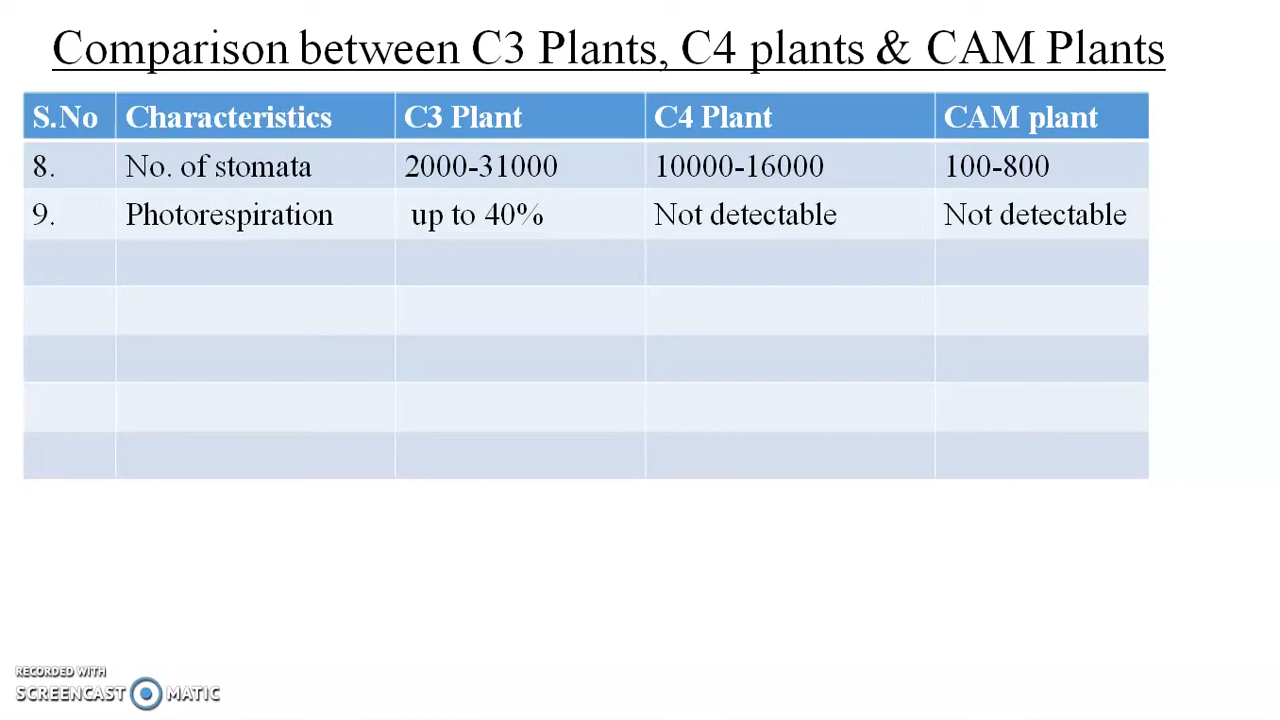 Comparison between C3 Plants, C4 plants & CAM Plants
S.No Characteristics C3 Plant C4 Plant CAM plant
8. No. of stomata 2000-31000 10000-16000 100-800
9. Photorespiration up to 40% Not detectable Not detectable
RECORDED WITH
SCREENCAST MATIC